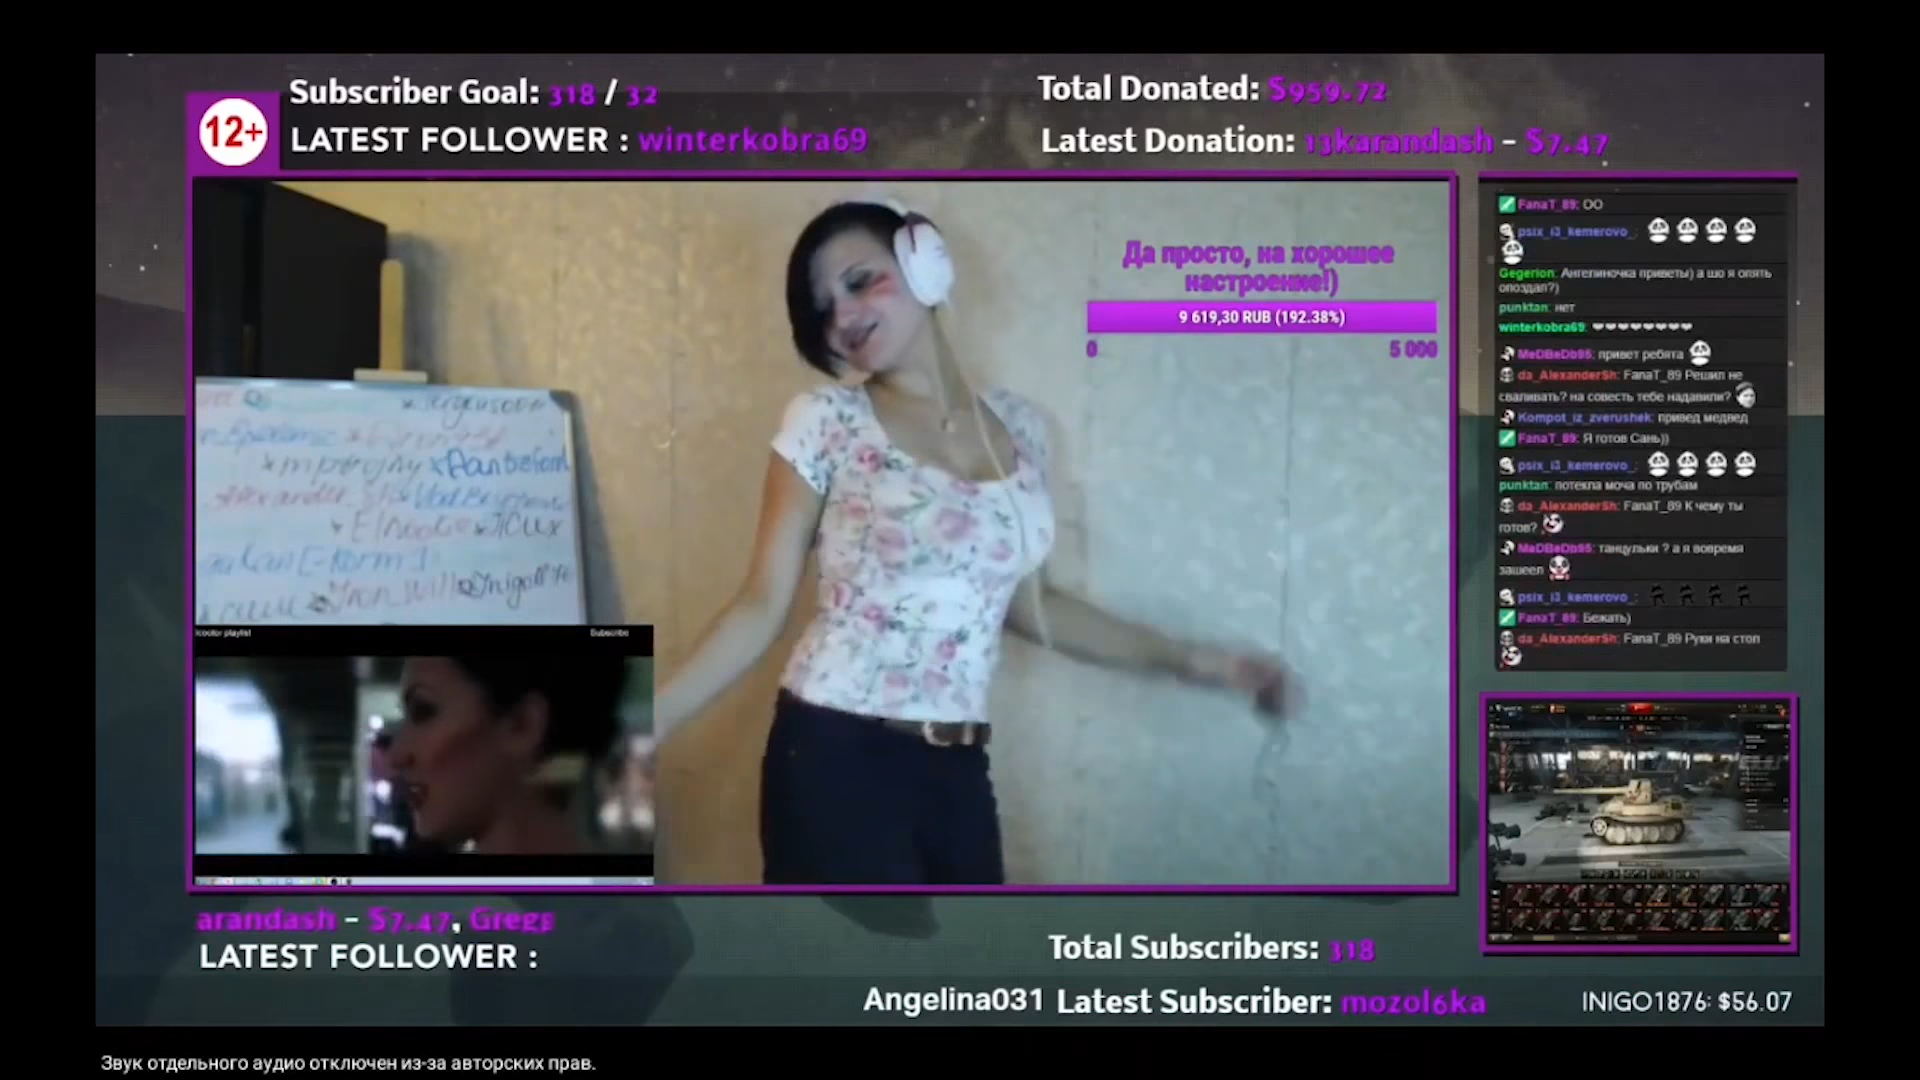 Subscriber Goal: 318 / 32
Total Donated: $959.72
12+
LATEST FOLLOWER : winterkobra69
Latest Donation: 13karandash - $7.47
Да просто, на хорошее
настроение!)
9 619,30 RUB (192.38%)
0
5 000
FanaT_89: ОО
psix_i3_kemerovo_:
Gegerion: Ангелиночка приветы) а шо я опять
опоздал?)
punktan: нет
winterkobra69: ❤❤❤❤❤❤❤❤
MeDBeDb95: привет ребята
da_AlexanderSh: FanaT_89 Решил не
сваливать? на совесть тебе надавили?
Kompot_iz_zverushek: привед медвед
FanaT_89: Я готов Сань))
psix_i3_kemerovo_:
punktan: потекла моча по трубам
da_AlexanderSh: FanaT_89 К чему ты
готов?
MeDBeDb95: танцульки ? а я вовремя
зашеел
psix_i3_kemerovo_:
FanaT_89: Бежать)
da_AlexanderSh: FanaT_89 Руки на стол
playlist
Subscribe
arandash - $7.47, Gregg
LATEST FOLLOWER :
Total Subscribers: 318
Angelina031
Latest Subscriber: mozol6ka
INIGO1876: $56.07
Звук отдельного аудио отключен из-за авторских прав.